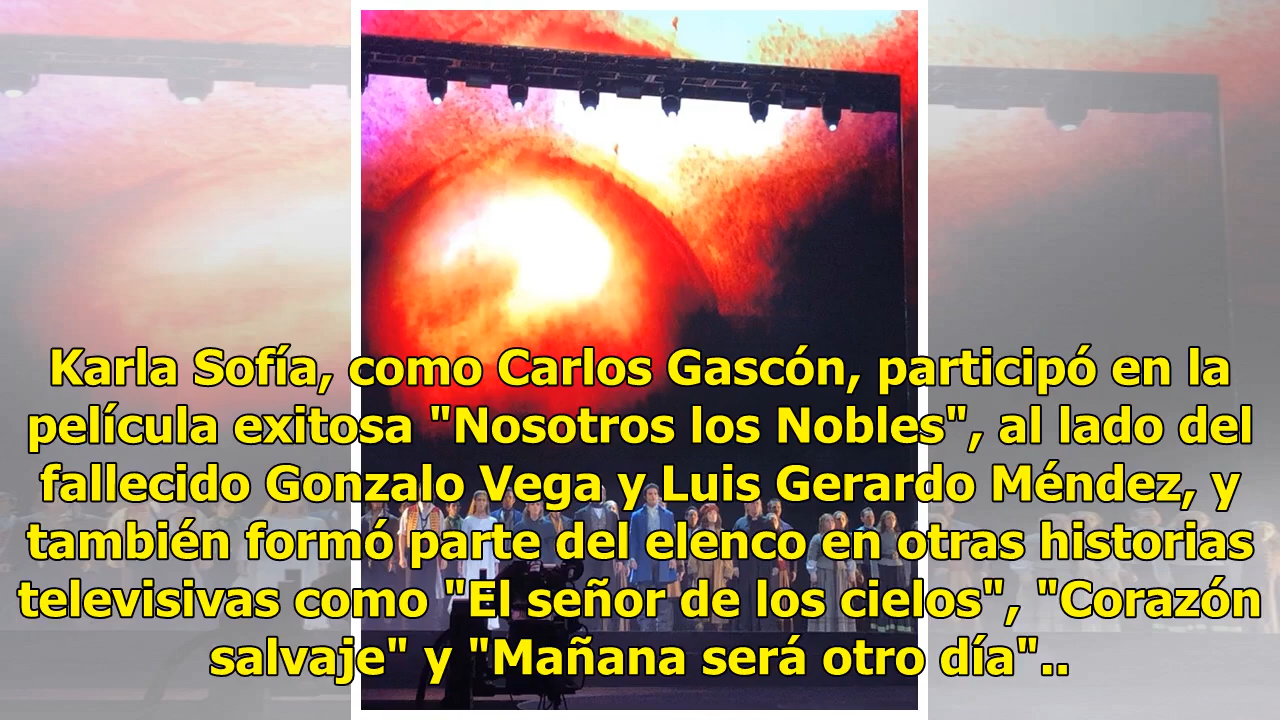 Karla Sofía, como Carlos Gascón, participó en la
película exitosa "Nosotros los Nobles", al lado del
fallecido Gonzalo Vega y Luis Gerardo Méndez, y
también formó parte del elenco en otras historias
televisivas como "El señor de los cielos", "Corazón
salvaje" y "Mañana será otro día"..